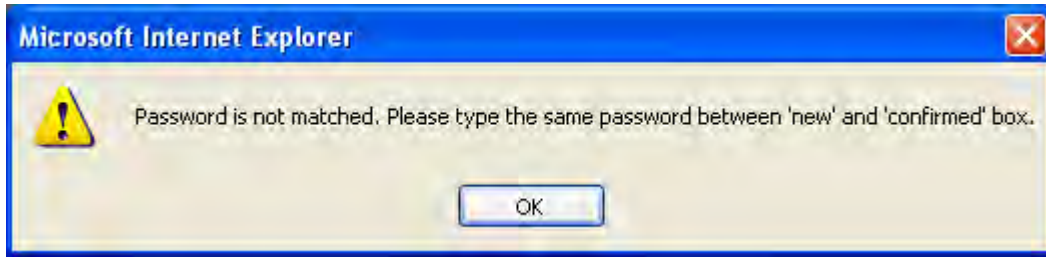 Microsoft Internet Explorer
Password is not matched. Please type the same password between 'new' and 'confirmed' box.
OK